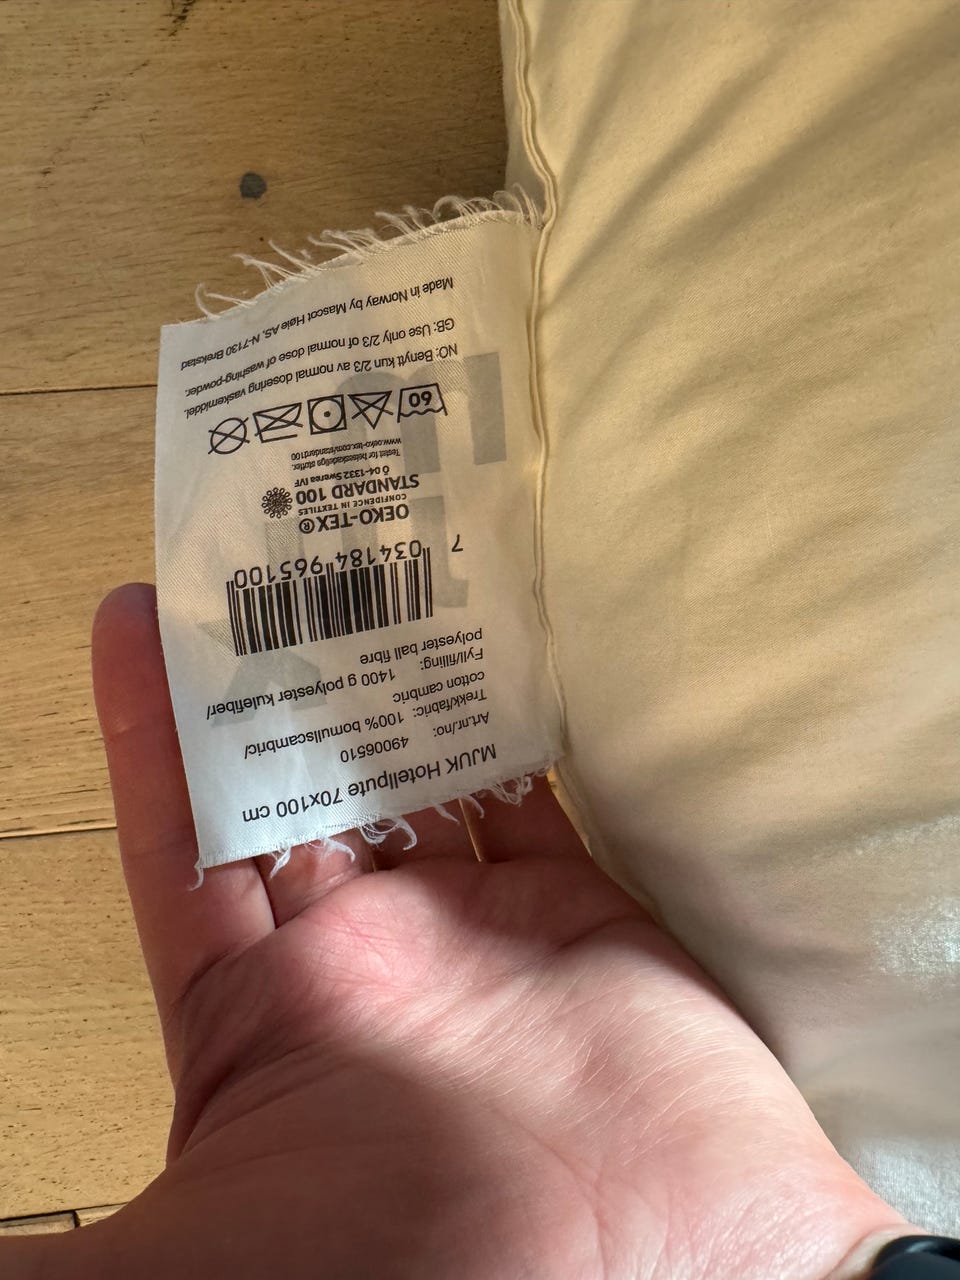 MJUK Hotellpute 70x100 cm
Art.nr/no: 49006510
Trekk/fabric: 100% bomullscambric/
cotton cambric
Fyll/filling: 1400 g polyester kulefiber/
polyester ball fibre
7 034184 965100
OEKO-TEX®
CONFIDENCE IN TEXTILES
STANDARD 100
Ö 04-1332 Swerea IVF
Testet for helseskadelige stoffer.
www.oeko-tex.com/standard100
60
NO: Benytt kun 2/3 av normal dosering vaskemiddel.
GB: Use only 2/3 of normal dose of washing-powder.
Made in Norway by Mascot Høie AS, N-7130 Brekstad